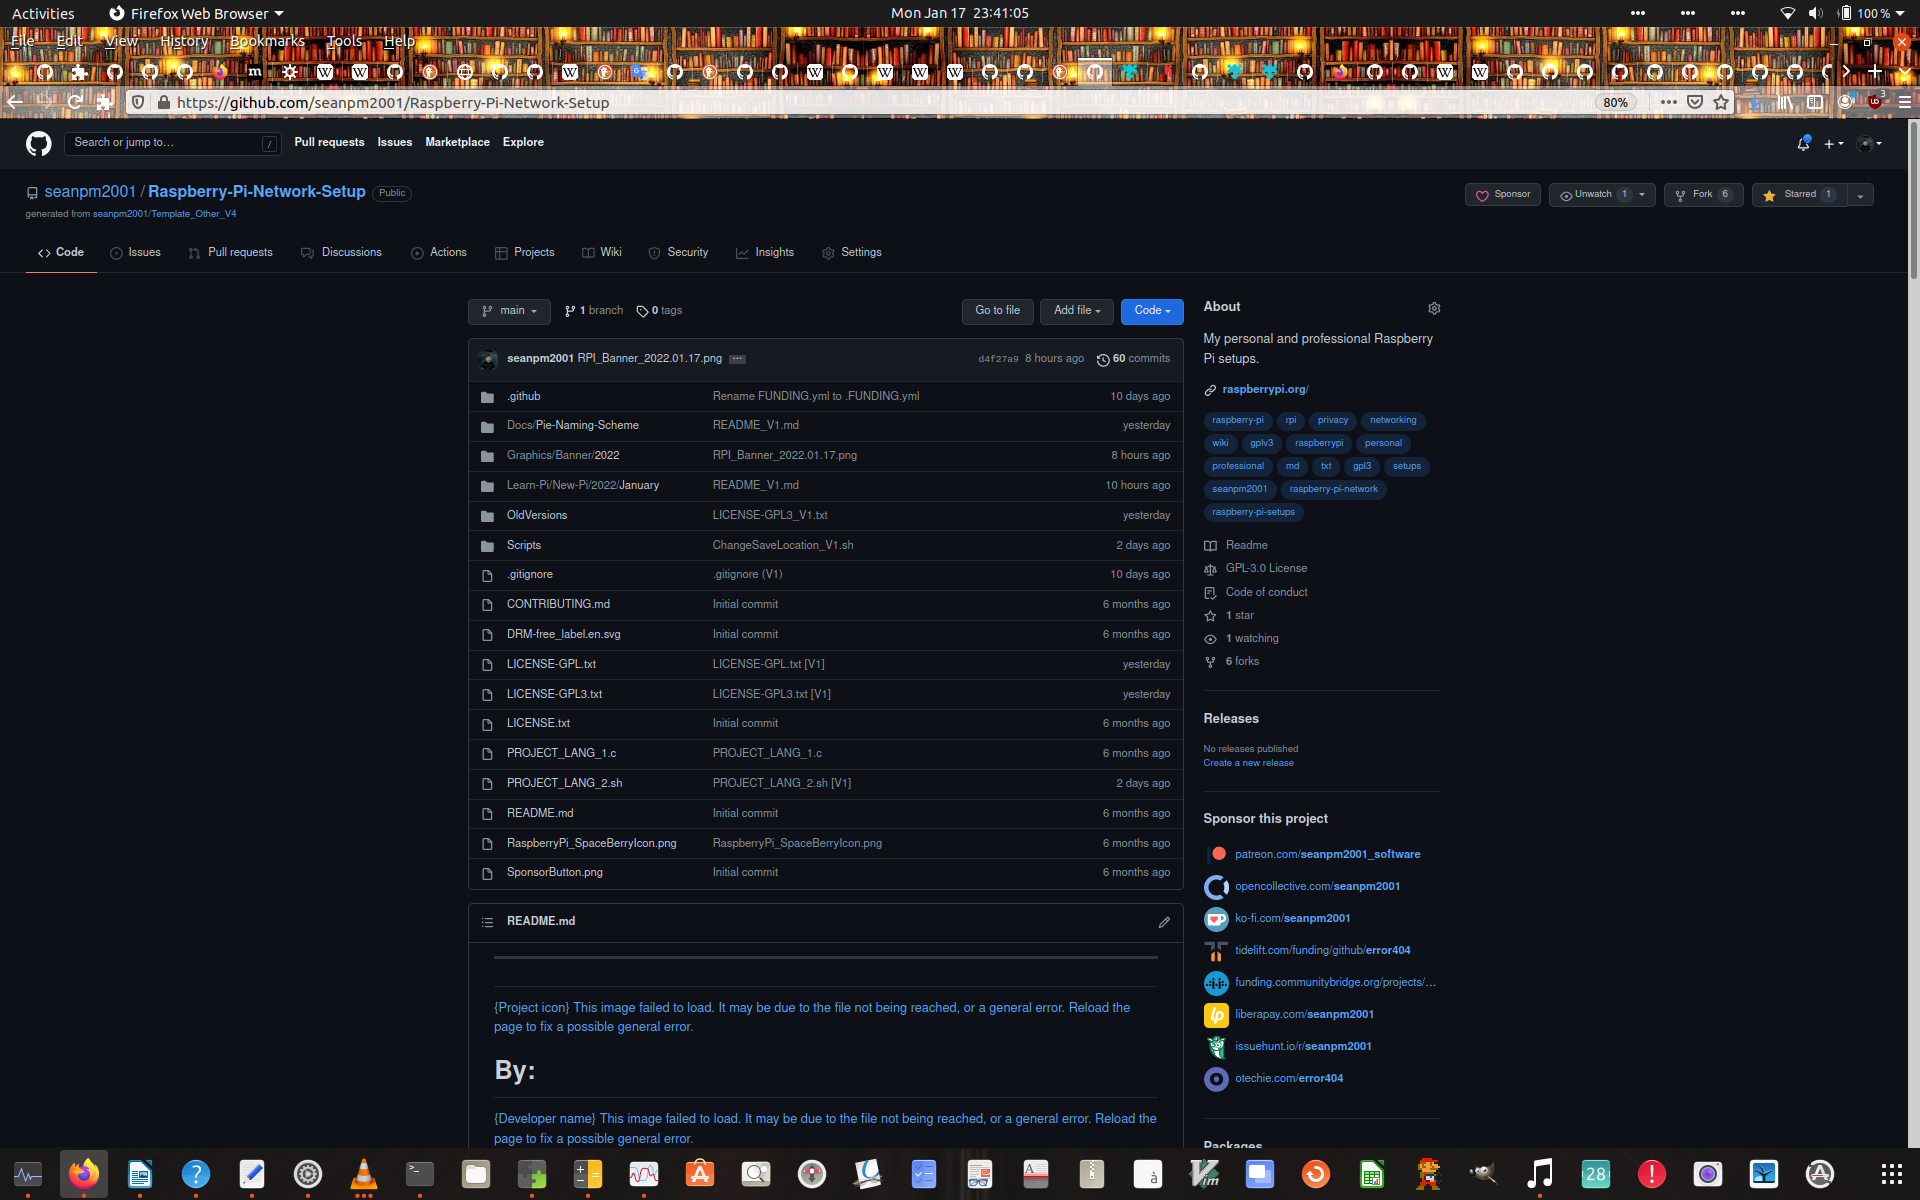 Activities Firefox Web Browser Mon Jan 17 23:41:05 100 %
File Edit View History Bookmarks Tools Help
https://github.com/seanpm2001/Raspberry-Pi-Network-Setup 80%
Search or jump to… / Pull requests Issues Marketplace Explore
seanpm2001 / Raspberry-Pi-Network-Setup Public
generated from seanpm2001/Template_Other_V4
Sponsor Unwatch 1 Fork 6 Starred 1
Code Issues Pull requests Discussions Actions Projects Wiki Security Insights Settings
main 1 branch 0 tags Go to file Add file Code
seanpm2001 RPI_Banner_2022.01.17.png d4f27a9 8 hours ago 60 commits
.github Rename FUNDING.yml to .FUNDING.yml 10 days ago
Docs/Pie-Naming-Scheme README_V1.md yesterday
Graphics/Banner/2022 RPI_Banner_2022.01.17.png 8 hours ago
Learn-Pi/New-Pi/2022/January README_V1.md 10 hours ago
OldVersions LICENSE-GPL3_V1.txt yesterday
Scripts ChangeSaveLocation_V1.sh 2 days ago
.gitignore .gitignore (V1) 10 days ago
CONTRIBUTING.md Initial commit 6 months ago
DRM-free_label.en.svg Initial commit 6 months ago
LICENSE-GPL.txt LICENSE-GPL.txt [V1] yesterday
LICENSE-GPL3.txt LICENSE-GPL3.txt [V1] yesterday
LICENSE.txt Initial commit 6 months ago
PROJECT_LANG_1.c PROJECT_LANG_1.c 6 months ago
PROJECT_LANG_2.sh PROJECT_LANG_2.sh [V1] 2 days ago
README.md Initial commit 6 months ago
RaspberryPi_SpaceBerryIcon.png RaspberryPi_SpaceBerryIcon.png 6 months ago
SponsorButton.png Initial commit 6 months ago
README.md
{Project icon} This image failed to load. It may be due to the file not being reached, or a general error. Reload the
page to fix a possible general error.
By:
{Developer name} This image failed to load. It may be due to the file not being reached, or a general error. Reload the
page to fix a possible general error.
About
My personal and professional Raspberry
Pi setups.
raspberrypi.org/
raspberry-pi rpi privacy networking
wiki gplv3 raspberrypi personal
professional md txt gpl3 setups
seanpm2001 raspberry-pi-network
raspberry-pi-setups
Readme
GPL-3.0 License
Code of conduct
1 star
1 watching
6 forks
Releases
No releases published
Create a new release
Sponsor this project
patreon.com/seanpm2001_software
opencollective.com/seanpm2001
ko-fi.com/seanpm2001
tidelift.com/funding/github/error404
funding.communitybridge.org/projects/…
liberapay.com/seanpm2001
issuehunt.io/r/seanpm2001
otechie.com/error404
Packages
28